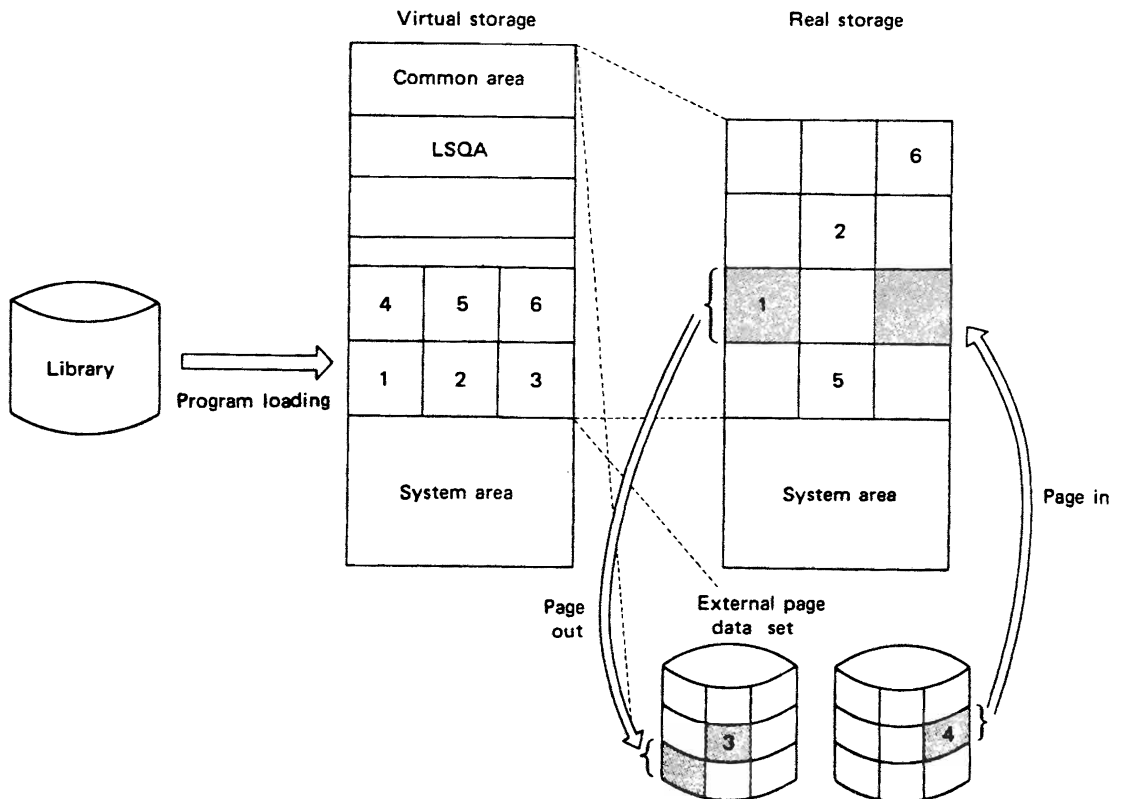 Virtual storage
Real storage
Common area
LSQA
6
2
4 5 6
1
Library
Program loading
1 2 3
5
System area
System area
Page in
Page
out
External page
data set
3
4